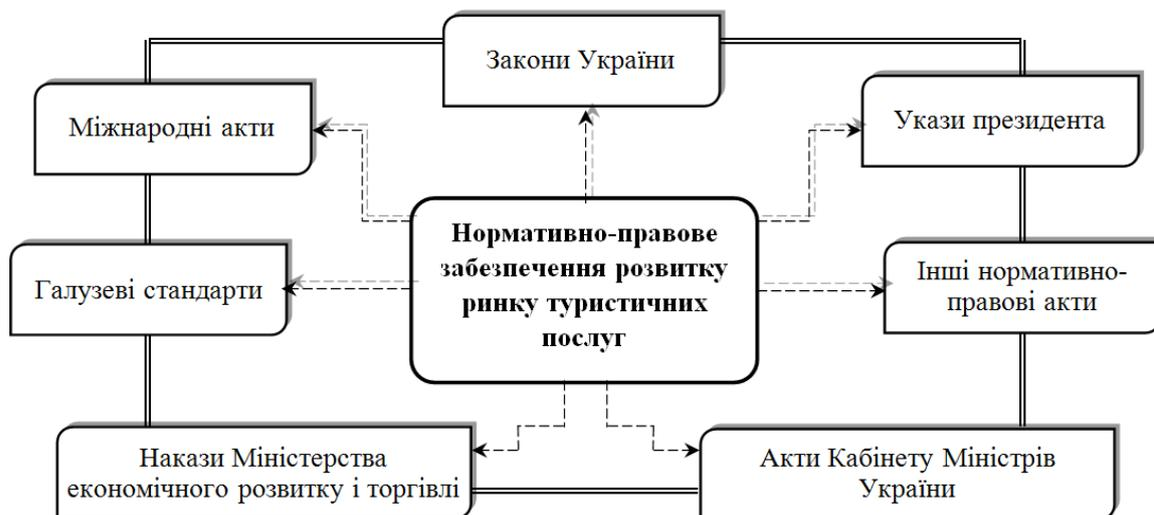 Закони України
Міжнародні акти
Укази президента
Нормативно-правове
забезпечення розвитку
ринку туристичних
послуг
Галузеві стандарти
Інші нормативно-
правові акти
Накази Міністерства
економічного розвитку і торгівлі
Акти Кабінету Міністрів
України